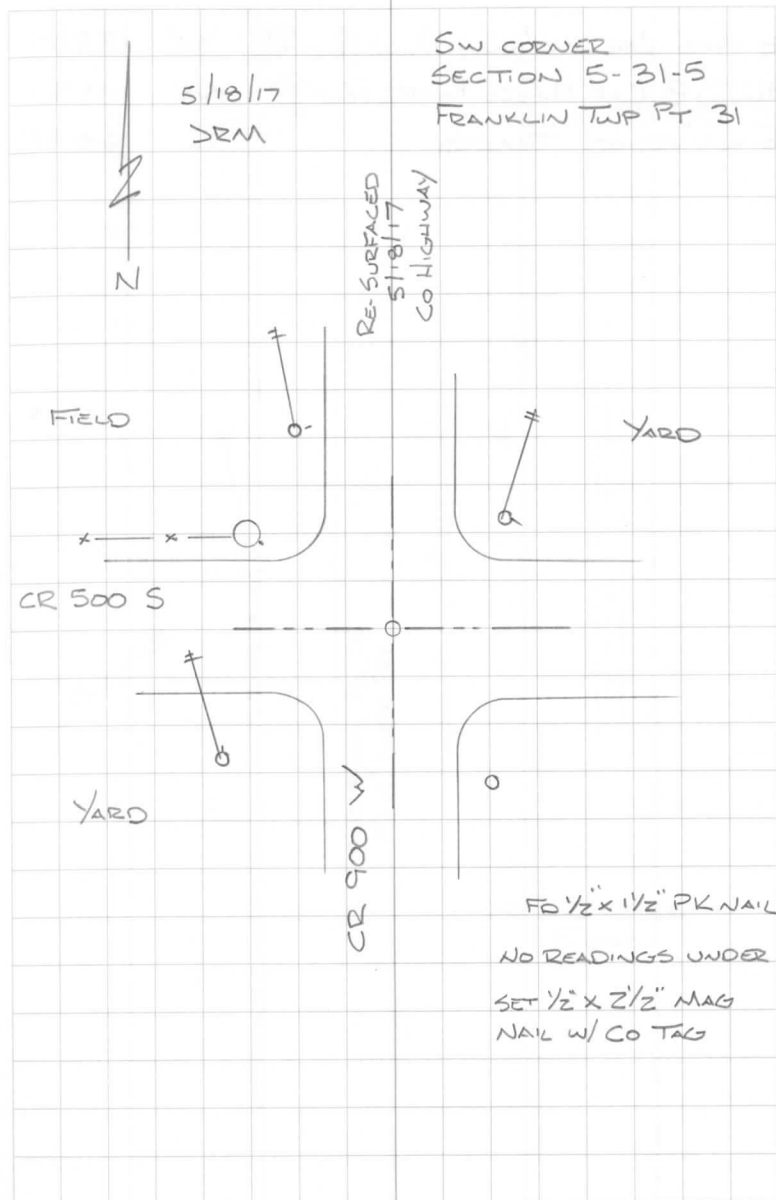 SW CORNER
SECTION 5-31-5
FRANKLIN TWP PT 31
5/18/17
DRM
N
RE-SURFACED
5/18/17
CO HIGHWAY
FIELD
YARD
CR 500 S
YARD
CR 900 W
FD 1/2" x 1 1/2" PK NAIL
NO READINGS UNDER
SET 1/2" x 2 1/2" MAG
NAIL W/ CO TAG